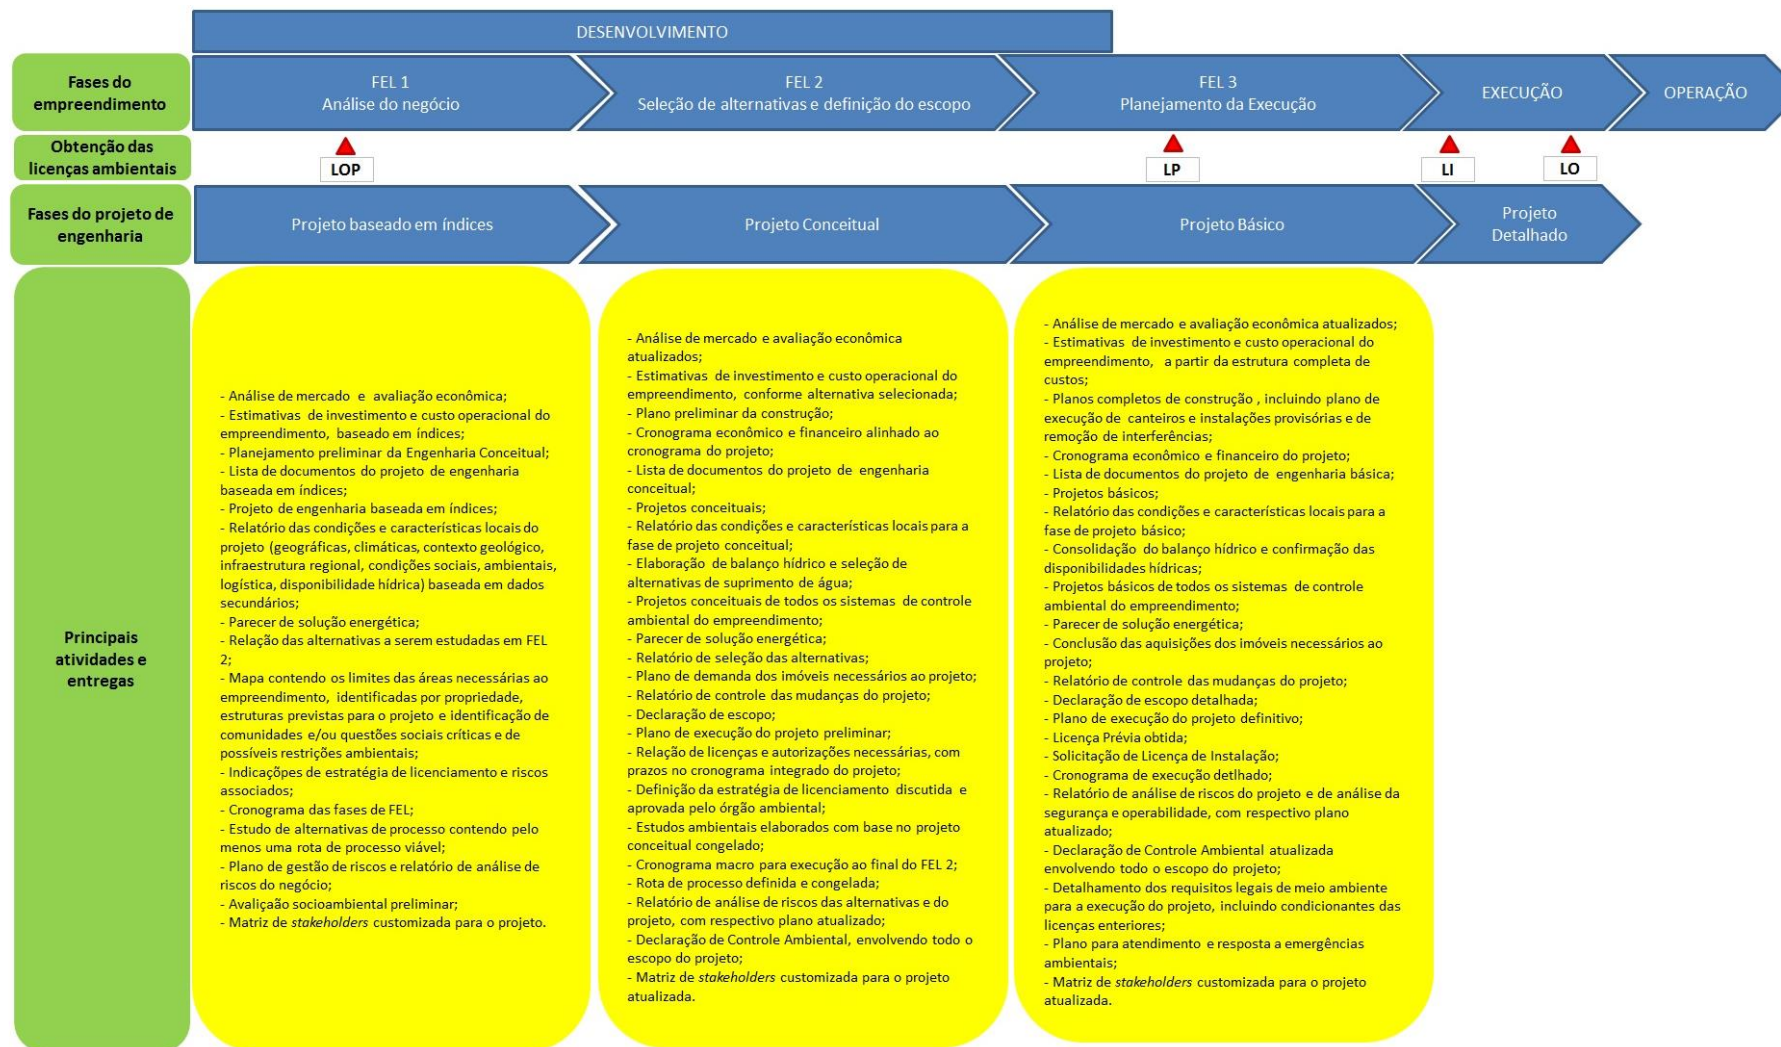 DESENVOLVIMENTO
Fases do
empreendimento
FEL 1
Análise do negócio
FEL 2
Seleção de alternativas e definição do escopo
FEL 3
Planejamento da Execução
EXECUÇÃO
OPERAÇÃO
Obtenção das
licenças ambientais
LOP
LP
LI
LO
Fases do projeto de
engenharia
Projeto baseado em índices
Projeto Conceitual
Projeto Básico
Projeto
Detalhado
Principais
atividades e
entregas
- Análise de mercado e avaliação econômica;
- Estimativas de investimento e custo operacional do
empreendimento, baseado em índices;
- Planejamento preliminar da Engenharia Conceitual;
- Lista de documentos do projeto de engenharia
baseada em índices;
- Projeto de engenharia baseada em índices;
- Relatório das condições e características locais do
projeto (geográficas, climáticas, contexto geológico,
infraestrutura regional, condições sociais, ambientais,
logística, disponibilidade hídrica) baseada em dados
secundários;
- Parecer de solução energética;
- Relação das alternativas a serem estudadas em FEL
2;
- Mapa contendo os limites das áreas necessárias ao
empreendimento, identificadas por propriedade,
estruturas previstas para o projeto e identificação de
comunidades e/ou questões sociais críticas e de
possíveis restrições ambientais;
- Indicaçõpes de estratégia de licenciamento e riscos
associados;
- Cronograma das fases de FEL;
- Estudo de alternativas de processo contendo pelo
menos uma rota de processo viável;
- Plano de gestão de riscos e relatório de análise de
riscos do negócio;
- Avaliçaão socioambiental preliminar;
- Matriz de stakeholders customizada para o projeto.
- Análise de mercado e avaliação econômica
atualizados;
- Estimativas de investimento e custo operacional do
empreendimento, conforme alternativa selecionada;
- Plano preliminar da construção;
- Cronograma econômico e financeiro alinhado ao
cronograma do projeto;
- Lista de documentos do projeto de engenharia
conceitual;
- Projetos conceituais;
- Relatório das condições e características locais para a
fase de projeto conceitual;
- Elaboração de balanço hídrico e seleção de
alternativas de suprimento de água;
- Projetos conceituais de todos os sistemas de controle
ambiental do empreendimento;
- Parecer de solução energética;
- Relatório de seleção das alternativas;
- Plano de demanda dos imóveis necessários ao projeto;
- Relatório de controle das mudanças do projeto;
- Declaração de escopo;
- Plano de execução do projeto preliminar;
- Relação de licenças e autorizações necessárias, com
prazos no cronograma integrado do projeto;
- Definição da estratégia de licenciamento discutida e
aprovada pelo órgão ambiental;
- Estudos ambientais elaborados com base no projeto
conceitual congelado;
- Cronograma macro para execução ao final do FEL 2;
- Rota de processo definida e congelada;
- Relatório de análise de riscos das alternativas e do
projeto, com respectivo plano atualizado;
- Declaração de Controle Ambiental, envolvendo todo o
escopo do projeto;
- Matriz de stakeholders customizada para o projeto
atualizada.
- Análise de mercado e avaliação econômica atualizados;
- Estimativas de investimento e custo operacional do
empreendimento, a partir da estrutura completa de
custos;
- Planos completos de construção , incluindo plano de
execução de canteiros e instalações provisórias e de
remoção de interferências;
- Cronograma econômico e financeiro do projeto;
- Lista de documentos do projeto de engenharia básica;
- Projetos básicos;
- Relatório das condições e características locais para a
fase de projeto básico;
- Consolidação do balanço hídrico e confirmação das
disponibilidades hídricas;
- Projetos básicos de todos os sistemas de controle
ambiental do empreendimento;
- Parecer de solução energética;
- Conclusão das aquisições dos imóveis necessários ao
projeto;
- Relatório de controle das mudanças do projeto;
- Declaração de escopo detalhada;
- Plano de execução do projeto definitivo;
- Licença Prévia obtida;
- Solicitação de Licença de Instalação;
- Cronograma de execução detlhado;
- Relatório de análise de riscos do projeto e de análise da
segurança e operabilidade, com respectivo plano
atualizado;
- Declaração de Controle Ambiental atualizada
envolvendo todo o escopo do projeto;
- Detalhamento dos requisitos legais de meio ambiente
para a execução do projeto, incluindo condicionantes das
licenças enteriores;
- Plano para atendimento e resposta a emergências
ambientais;
- Matriz de stakeholders customizada para o projeto
atualizada.